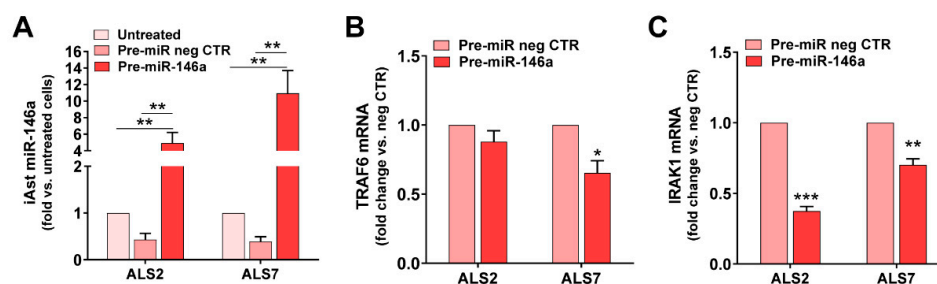 A
Untreated
Pre-miR neg CTR
Pre-miR-146a
iAst miR-146a
(fold vs. untreated cells)
16
14
12
10
8
6
4
2
1
0
**
**
**
**
ALS2
ALS7
B
Pre-miR neg CTR
Pre-miR-146a
TRAF6 mRNA
(fold change vs. neg CTR)
1.5
1.0
0.5
0.0
*
ALS2
ALS7
C
Pre-miR neg CTR
Pre-miR-146a
IRAK1 mRNA
(fold change vs. neg CTR)
1.5
1.0
0.5
0.0
***
**
ALS2
ALS7